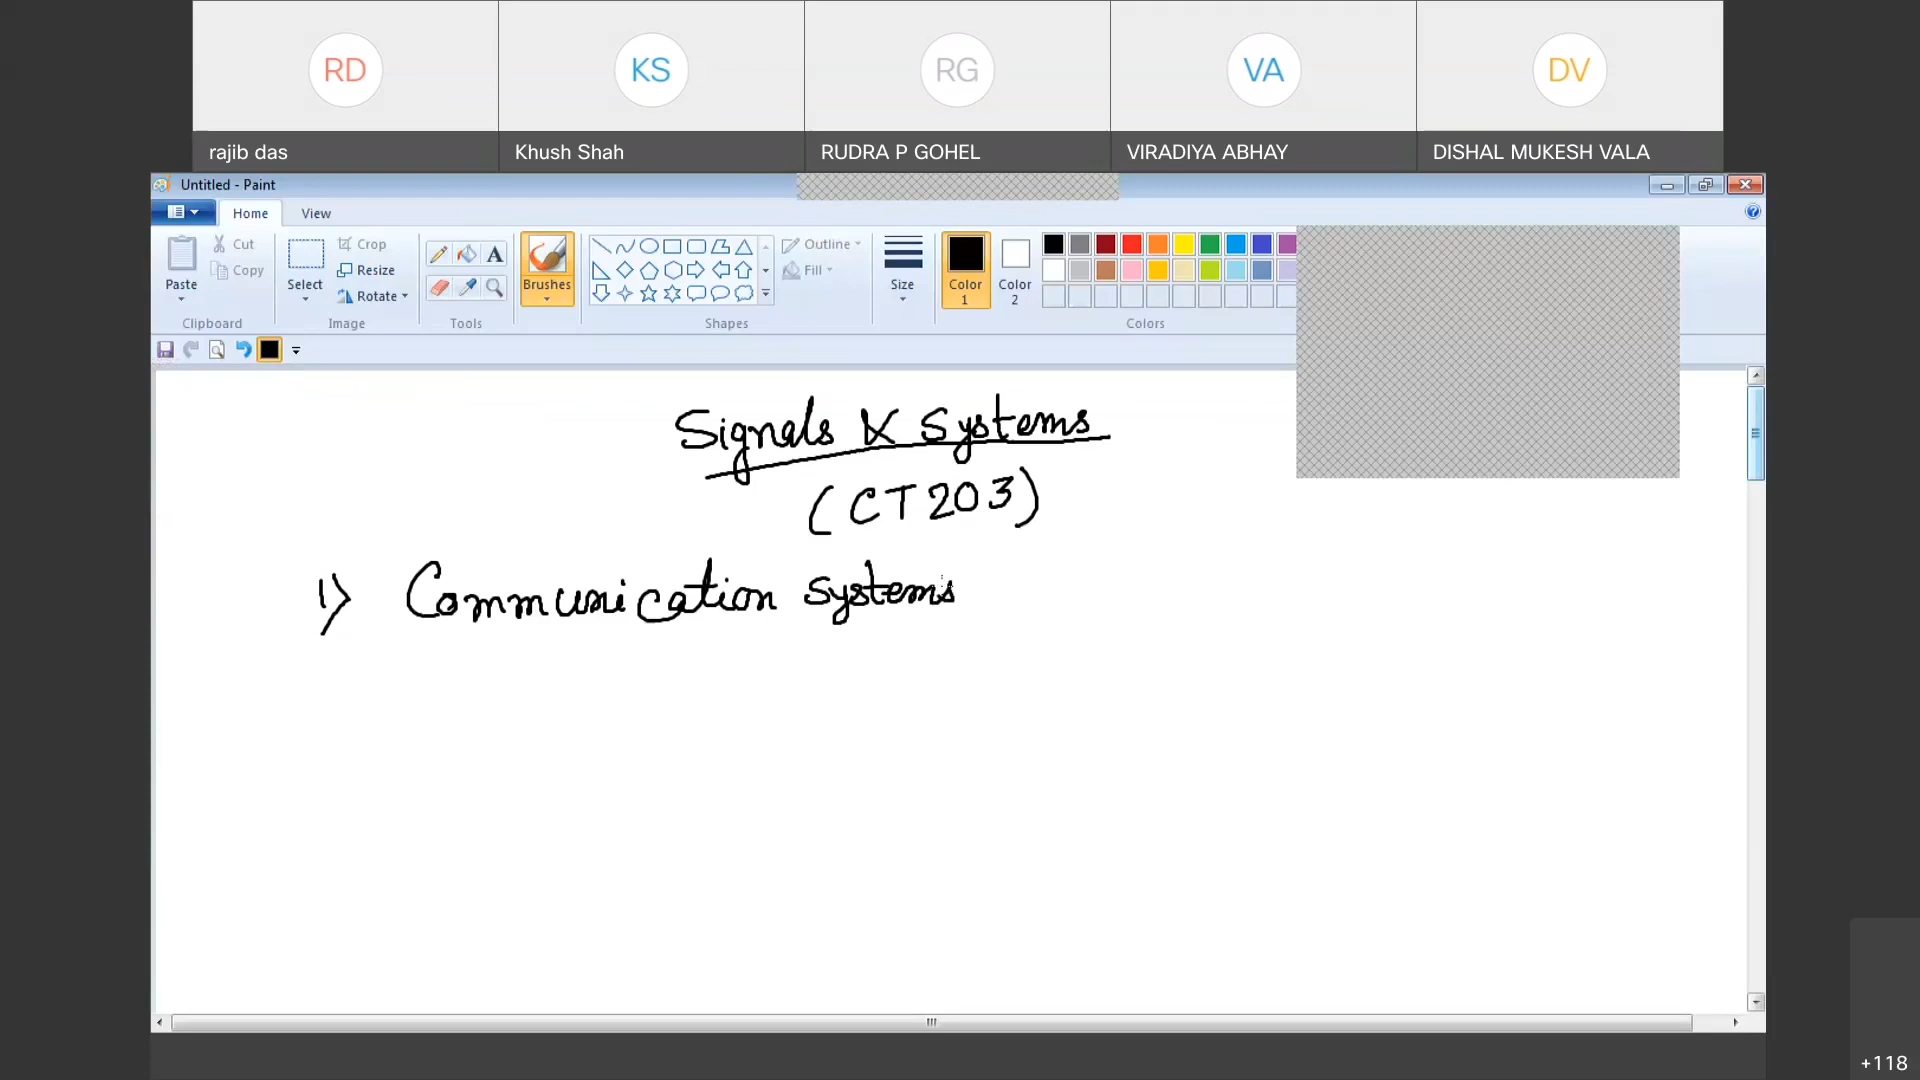 RD KS RG VA DV
rajib das Khush Shah RUDRA P GOHEL VIRADIYA ABHAY DISHAL MUKESH VALA
Untitled - Paint
Home View
Paste Cut Copy Clipboard
Select Crop Resize Rotate Image
A
Tools
Brushes
Shapes
Outline Fill
Size
Color 1
Color 2
Colors
Signals & Systems
(CT203)
1) Communication systems
+118